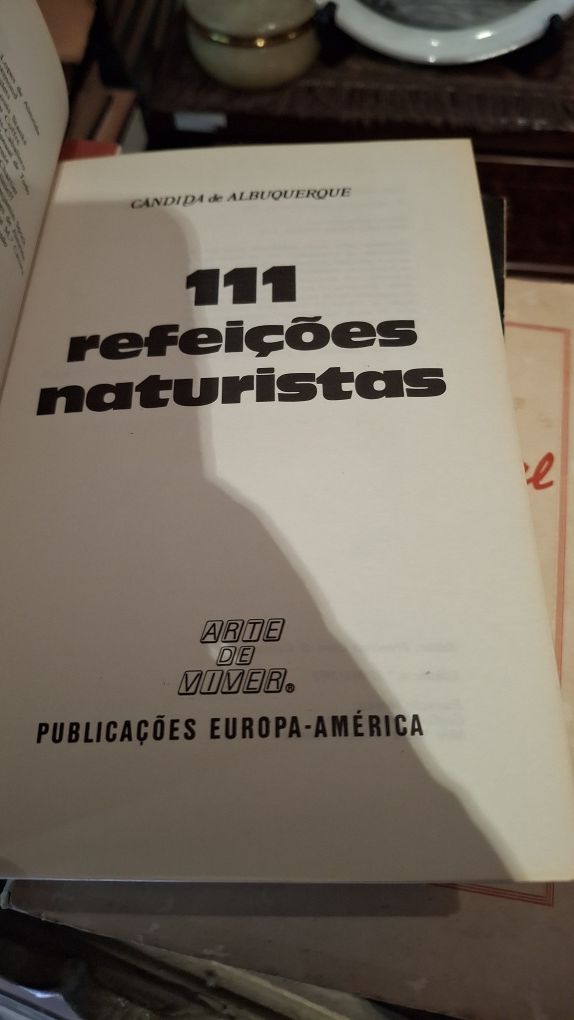 CÂNDIDA de ALBUQUERQUE
111
refeições
naturistas
ARTE
DE
VIVER®
PUBLICAÇÕES EUROPA-AMÉRICA